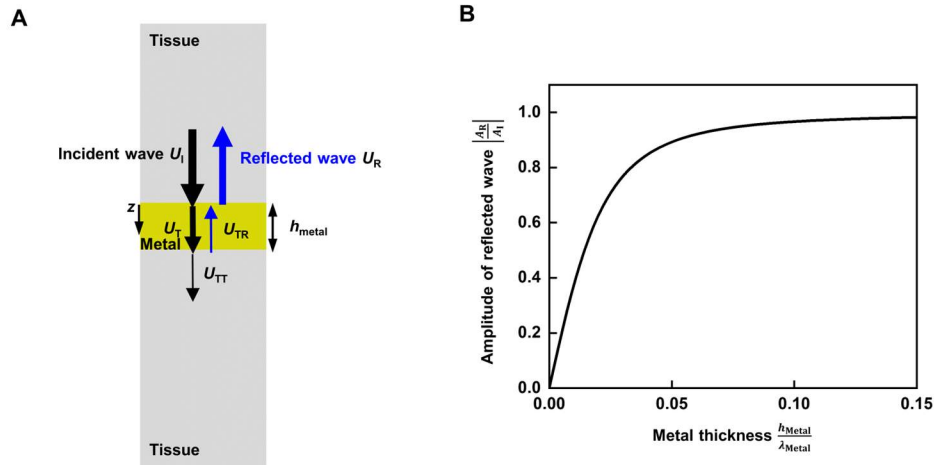 A
Tissue
Incident wave U_I
Reflected wave U_R
z
U_T
U_TR
h_metal
Metal
U_TT
Tissue
B
Amplitude of reflected wave |A_R/A_I|
1.0
0.8
0.6
0.4
0.2
0.0
0.00 0.05 0.10 0.15
Metal thickness h_Metal/λ_Metal